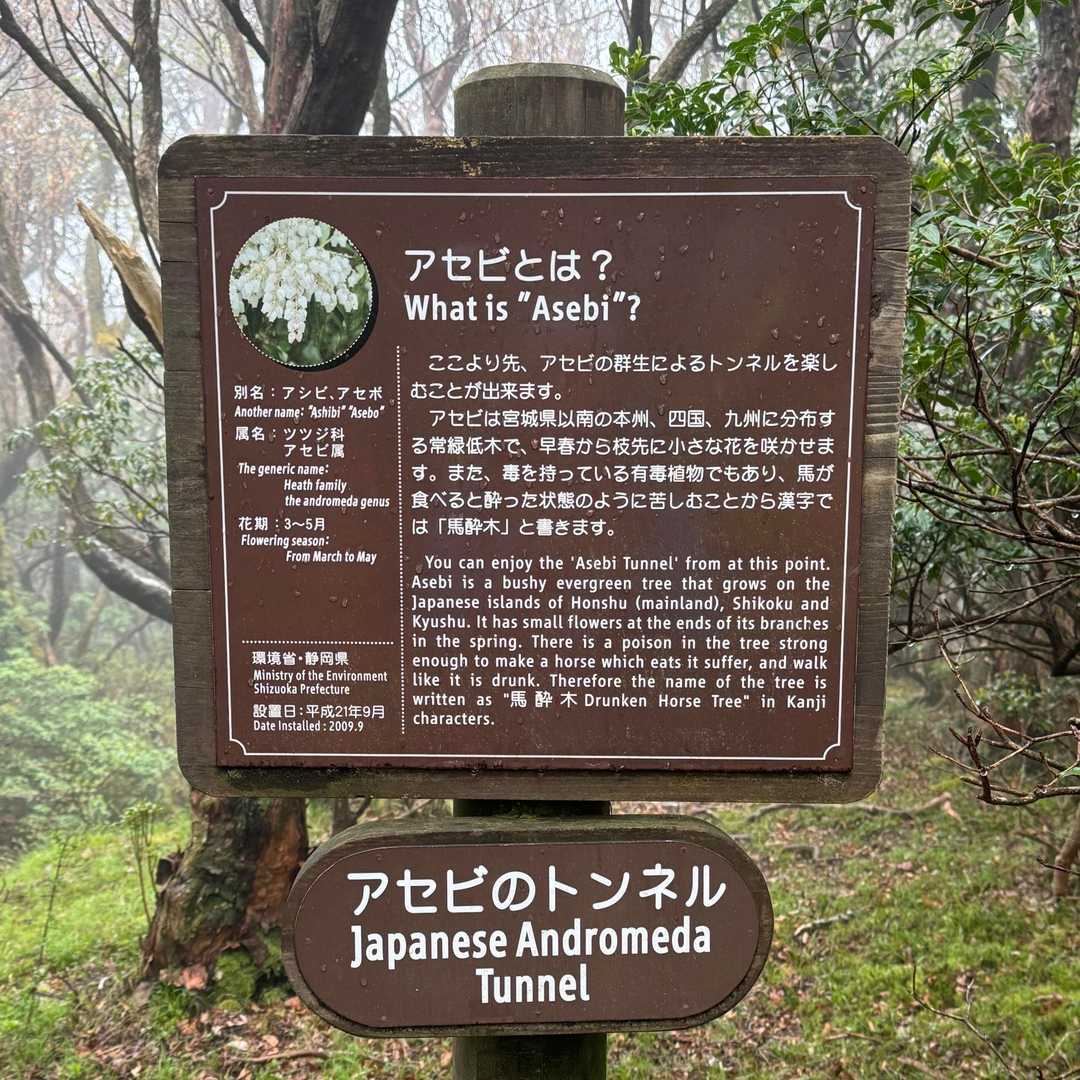 アセビとは？
What is "Asebi"?
別名：アシビ、アセボ
Another name: "Ashibi" "Asebo"
属名：ツツジ科
アセビ属
The generic name:
Heath family
the andromeda genus
花期：3〜5月
Flowering season:
From March to May
環境省・静岡県
Ministry of the Environment
Shizuoka Prefecture
設置日：平成21年9月
Date Installed : 2009.9
ここより先、アセビの群生によるトンネルを楽し
むことが出来ます。
アセビは宮城県以南の本州、四国、九州に分布す
る常緑低木で、早春から枝先に小さな花を咲かせま
す。また、毒を持っている有毒植物でもあり、馬が
食べると酔った状態のように苦しむことから漢字で
は「馬酔木」と書きます。
You can enjoy the 'Asebi Tunnel' from at this point.
Asebi is a bushy evergreen tree that grows on the
Japanese islands of Honshu (mainland), Shikoku and
Kyushu. It has small flowers at the ends of its branches
in the spring. There is a poison in the tree strong
enough to make a horse which eats it suffer, and walk
like it is drunk. Therefore the name of the tree is
written as "馬酔木 Drunken Horse Tree" in Kanji
characters.
アセビのトンネル
Japanese Andromeda
Tunnel